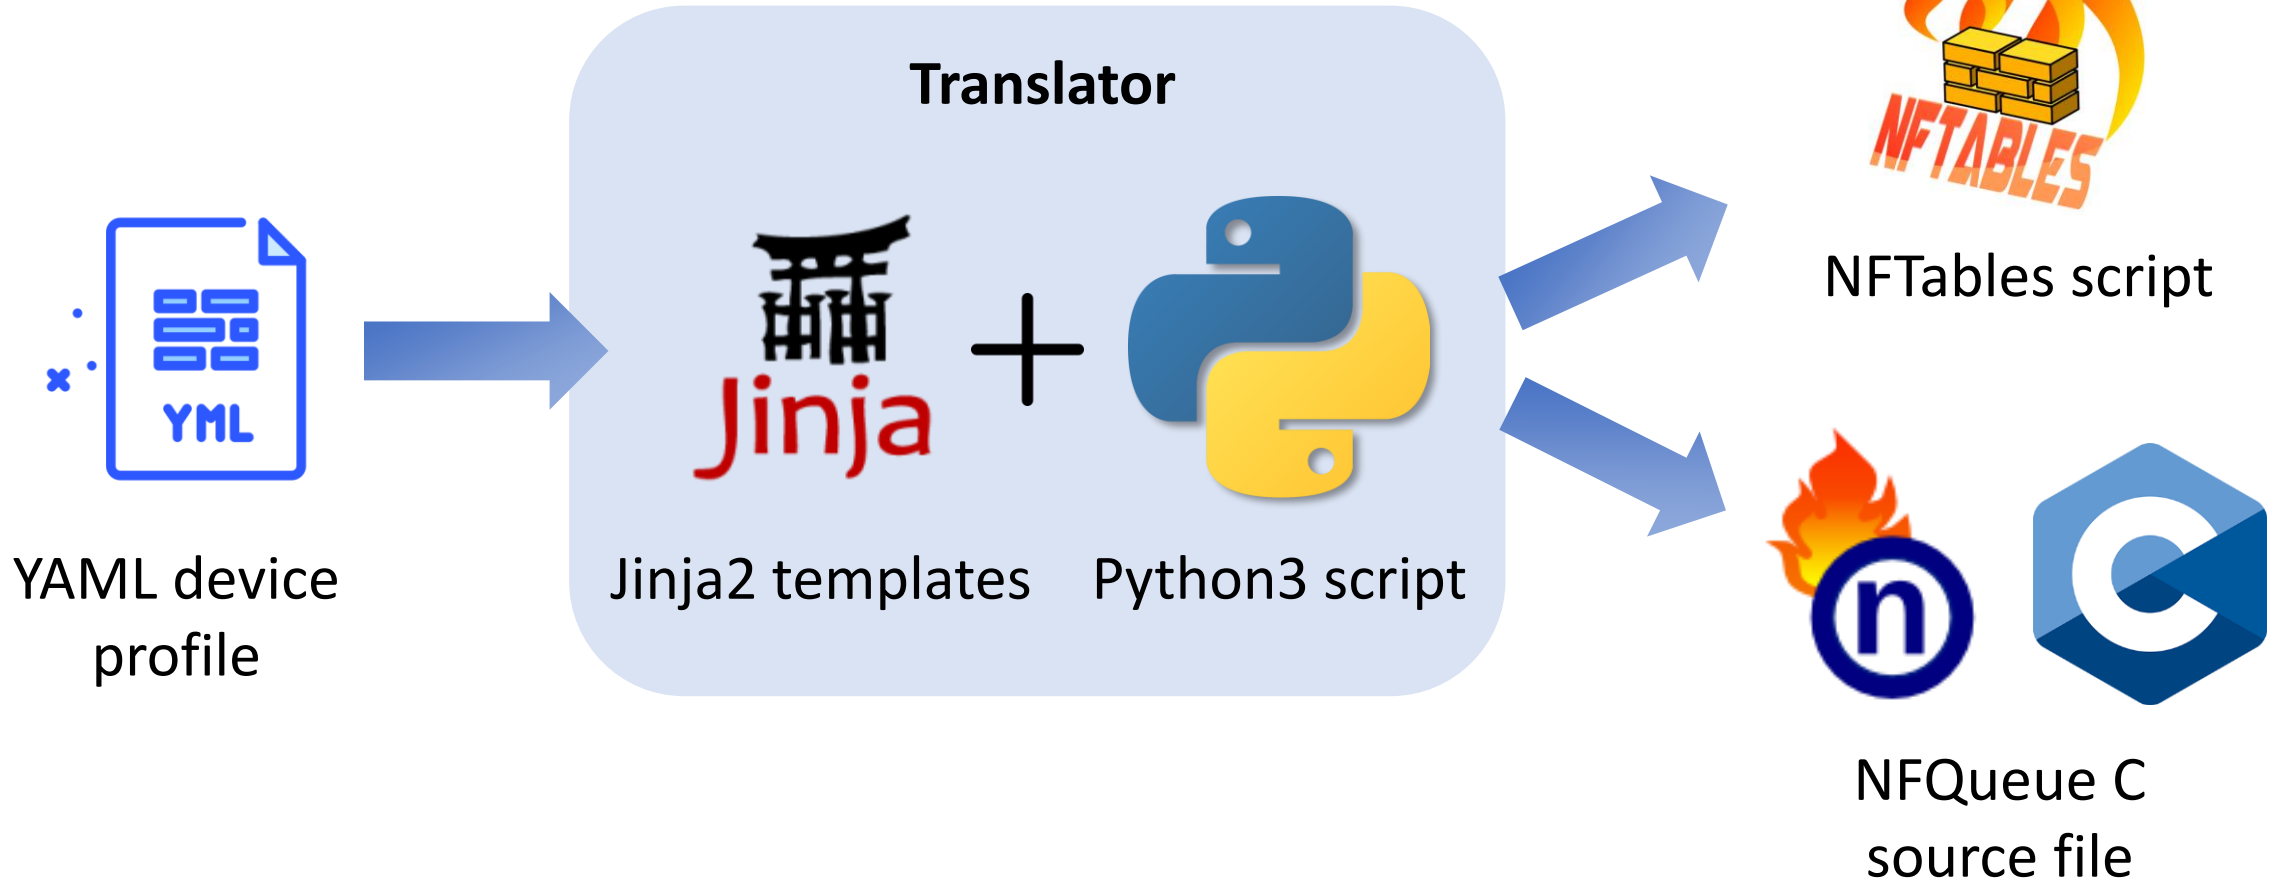 Translator
NFTABLES
NFTables script
YML
Jinja
YAML device
profile
Jinja2 templates
Python3 script
n
C
NFQueue C
source file